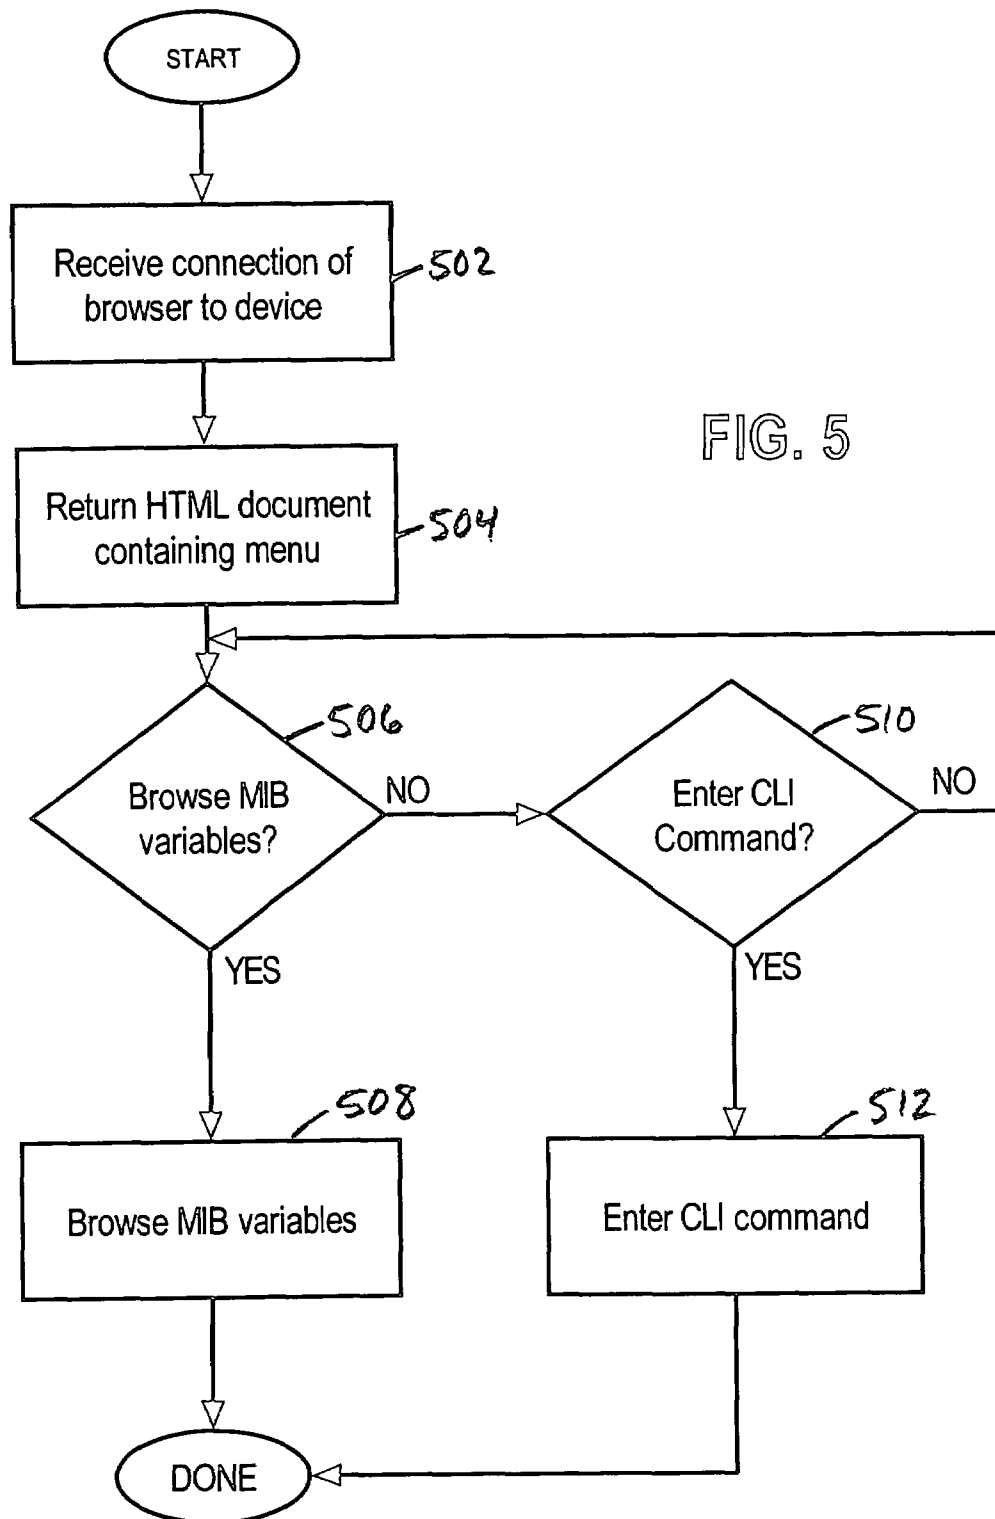 START
Receive connection of
browser to device
502
FIG. 5
Return HTML document
containing menu
504
506
510
Browse MIB
variables?
NO
Enter CLI
Command?
NO
YES
YES
508
512
Browse MIB variables
Enter CLI command
DONE